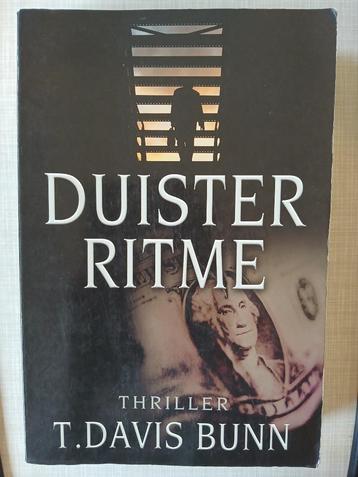 DUISTER
RITME
THRILLER
T. DAVIS BUNN